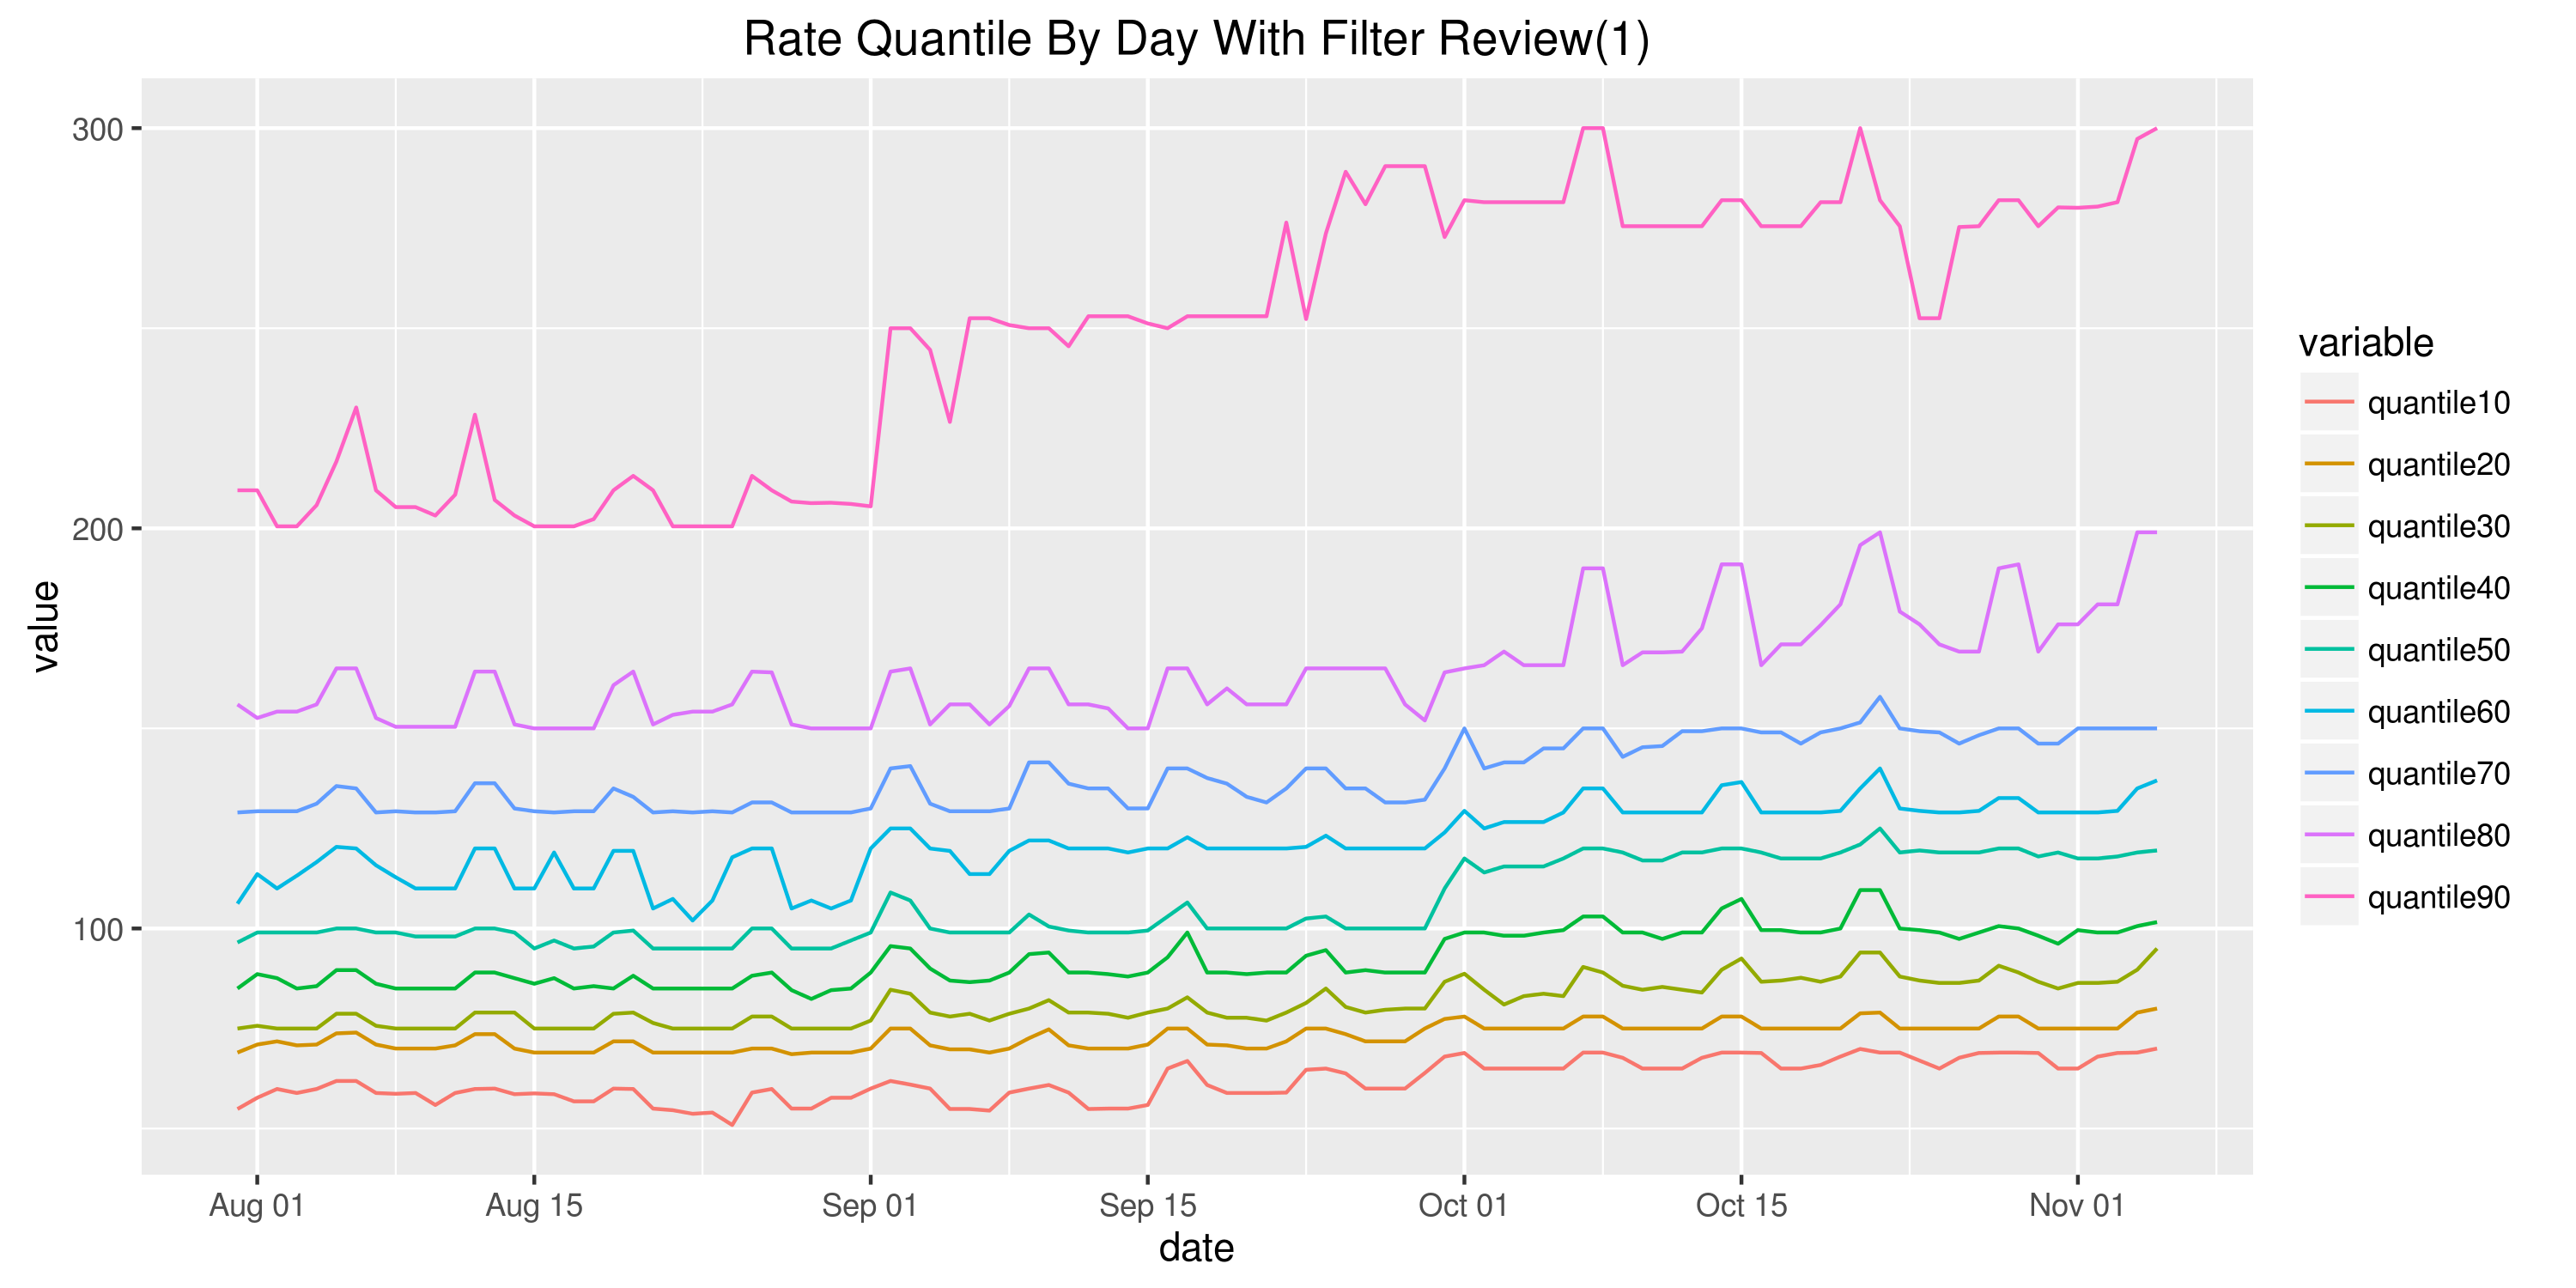 Rate Quantile By Day With Filter Review(1)
300
200
100
value
Aug 01
Aug 15
Sep 01
Sep 15
Oct 01
Oct 15
Nov 01
date
variable
quantile10
quantile20
quantile30
quantile40
quantile50
quantile60
quantile70
quantile80
quantile90